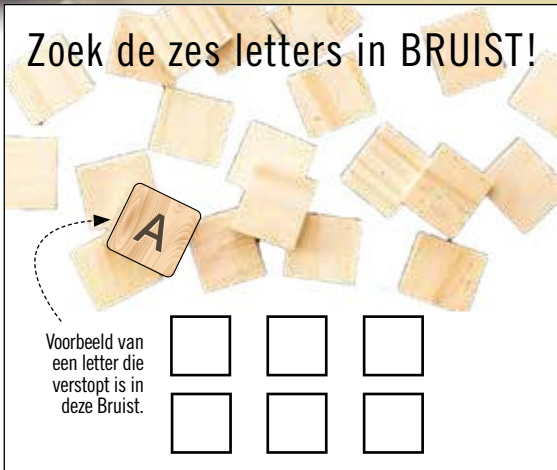 Zoek de zes letters in BRUIST!
A
Voorbeeld van
een letter die
verstopt is in
deze Bruist.